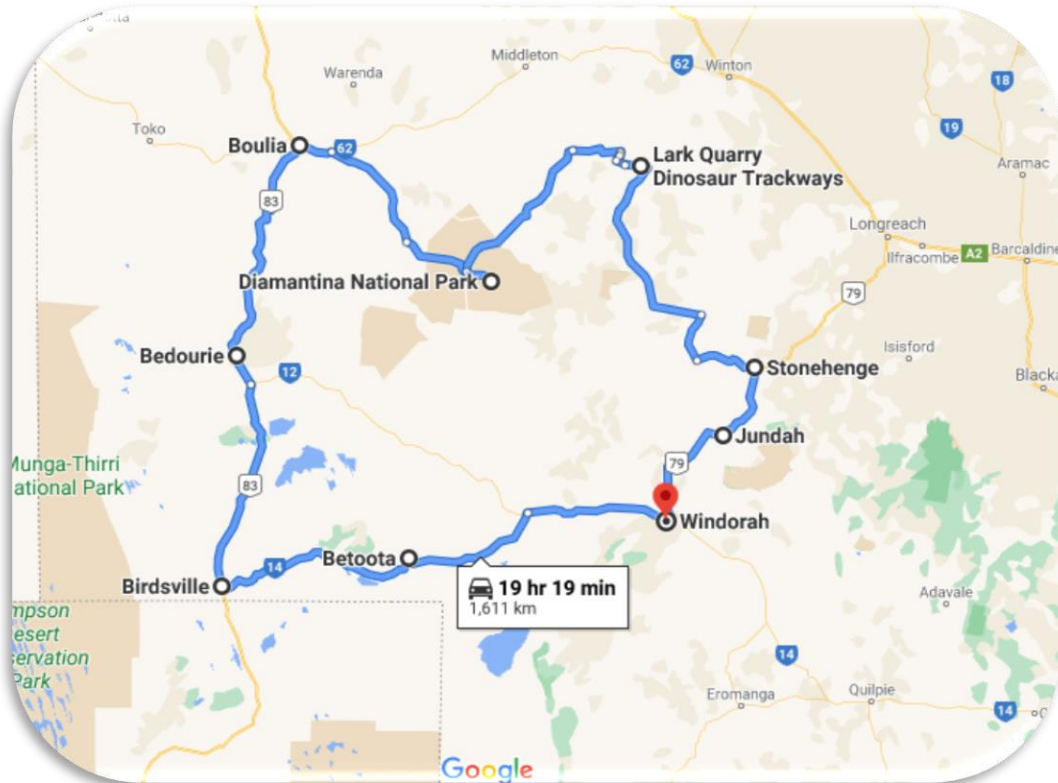 Middleton
62
Winton
Warenda
18
Toko
Boulia
62
19
Lark Quarry
Dinosaur Trackways
Aramac
83
Longreach
Ilfracombe
A2
Barcaldine
Diamantina National Park
79
Isisford
Bedourie
12
Stonehenge
Blacka
Jundah
79
Munga-Thirri
ational Park
83
Windorah
Betoota
14
Birdsville
19 hr 19 min
1,611 km
Adavale
mpson
esert
servation
Park
14
Eromanga
Quilpie
14
Google